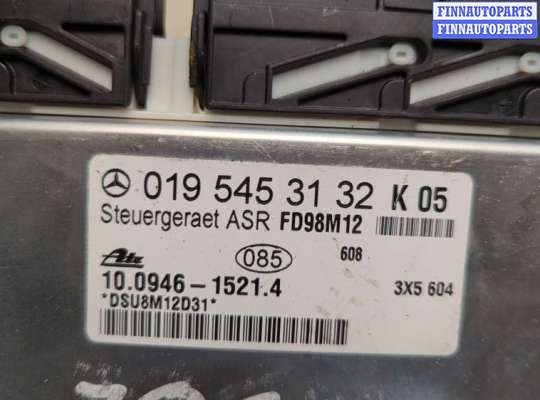 FINNAUTOPARTS
FINNAUTOPARTS
019 545 31 32 K 05
Steuergeraet ASR FD98M12
085 608
Ate
10.0946-1521.4 3X5 604
*DSU8M12D31*